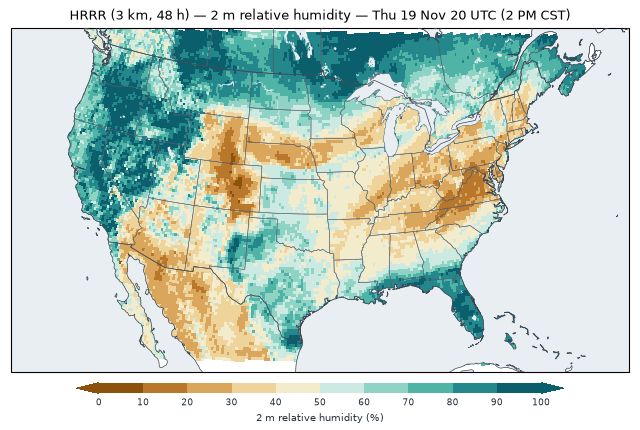 HRRR (3 km, 48 h) — 2 m relative humidity — Thu 19 Nov 20 UTC (2 PM CST)
0 10 20 30 40 50 60 70 80 90 100
2 m relative humidity (%)